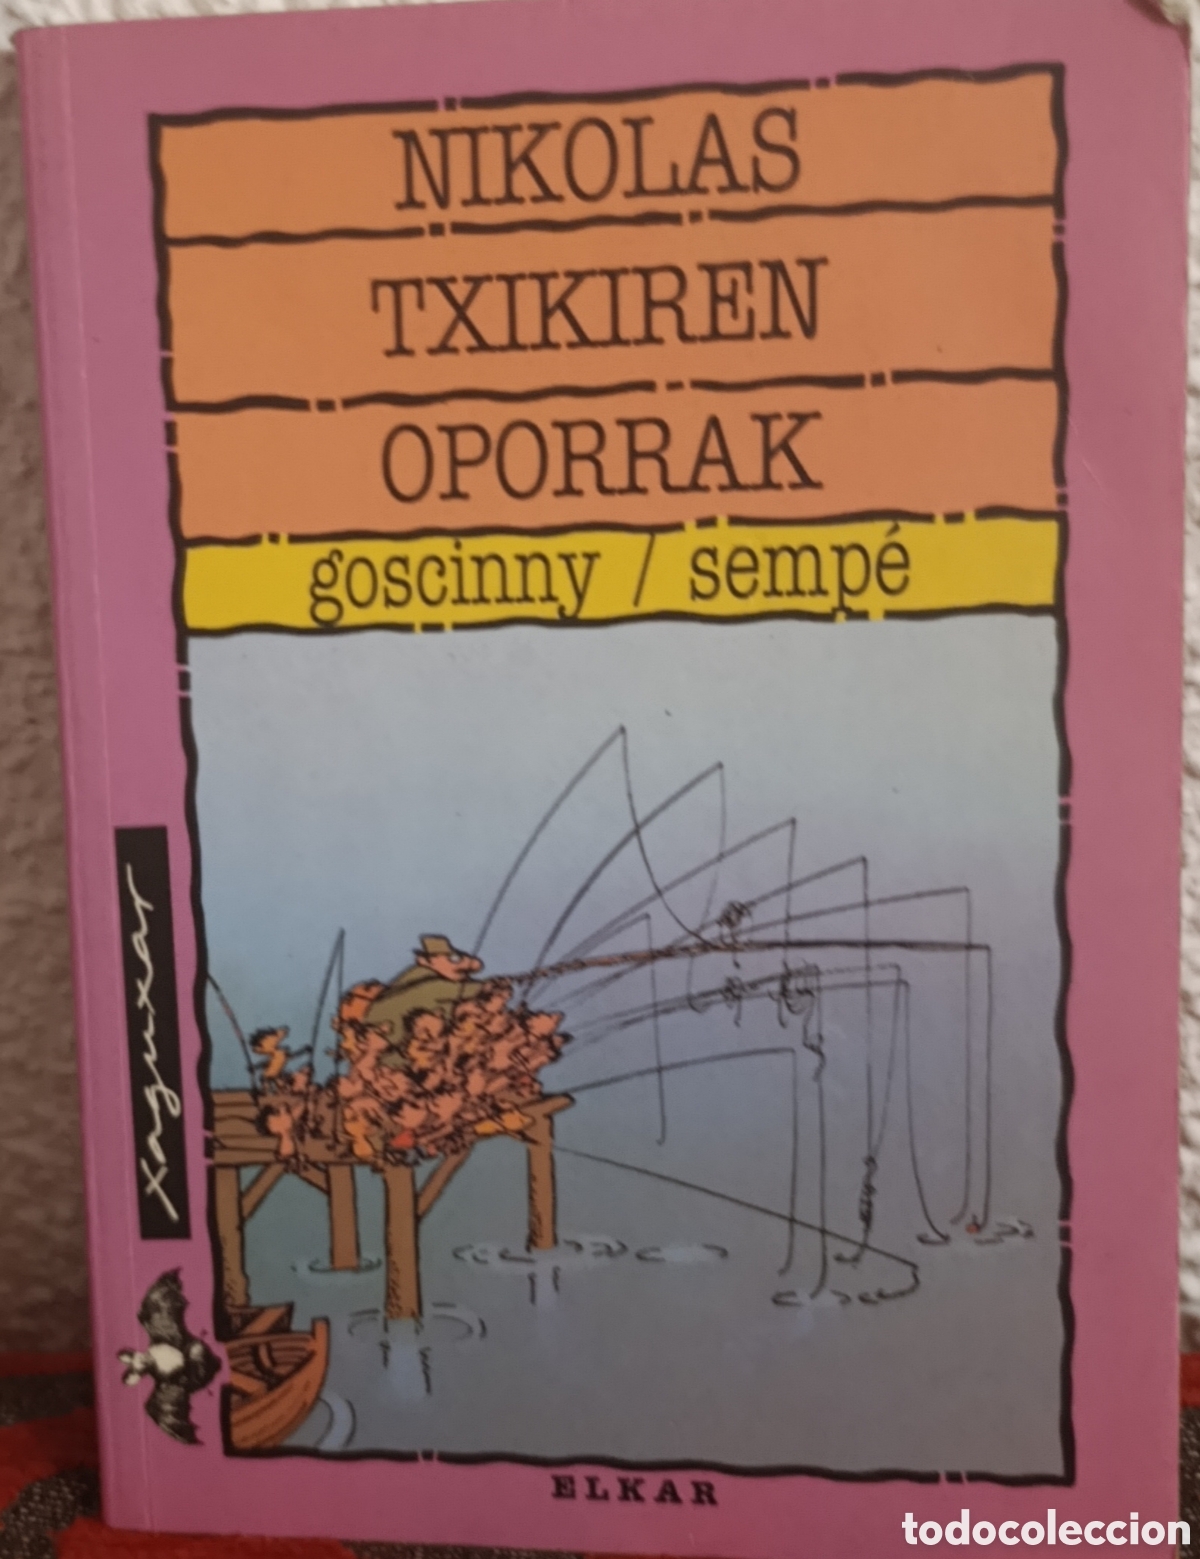 NIKOLAS
TXIKIREN
OPORRAK
goscinny / sempé
xaguxar
ELKAR
todocoleccion